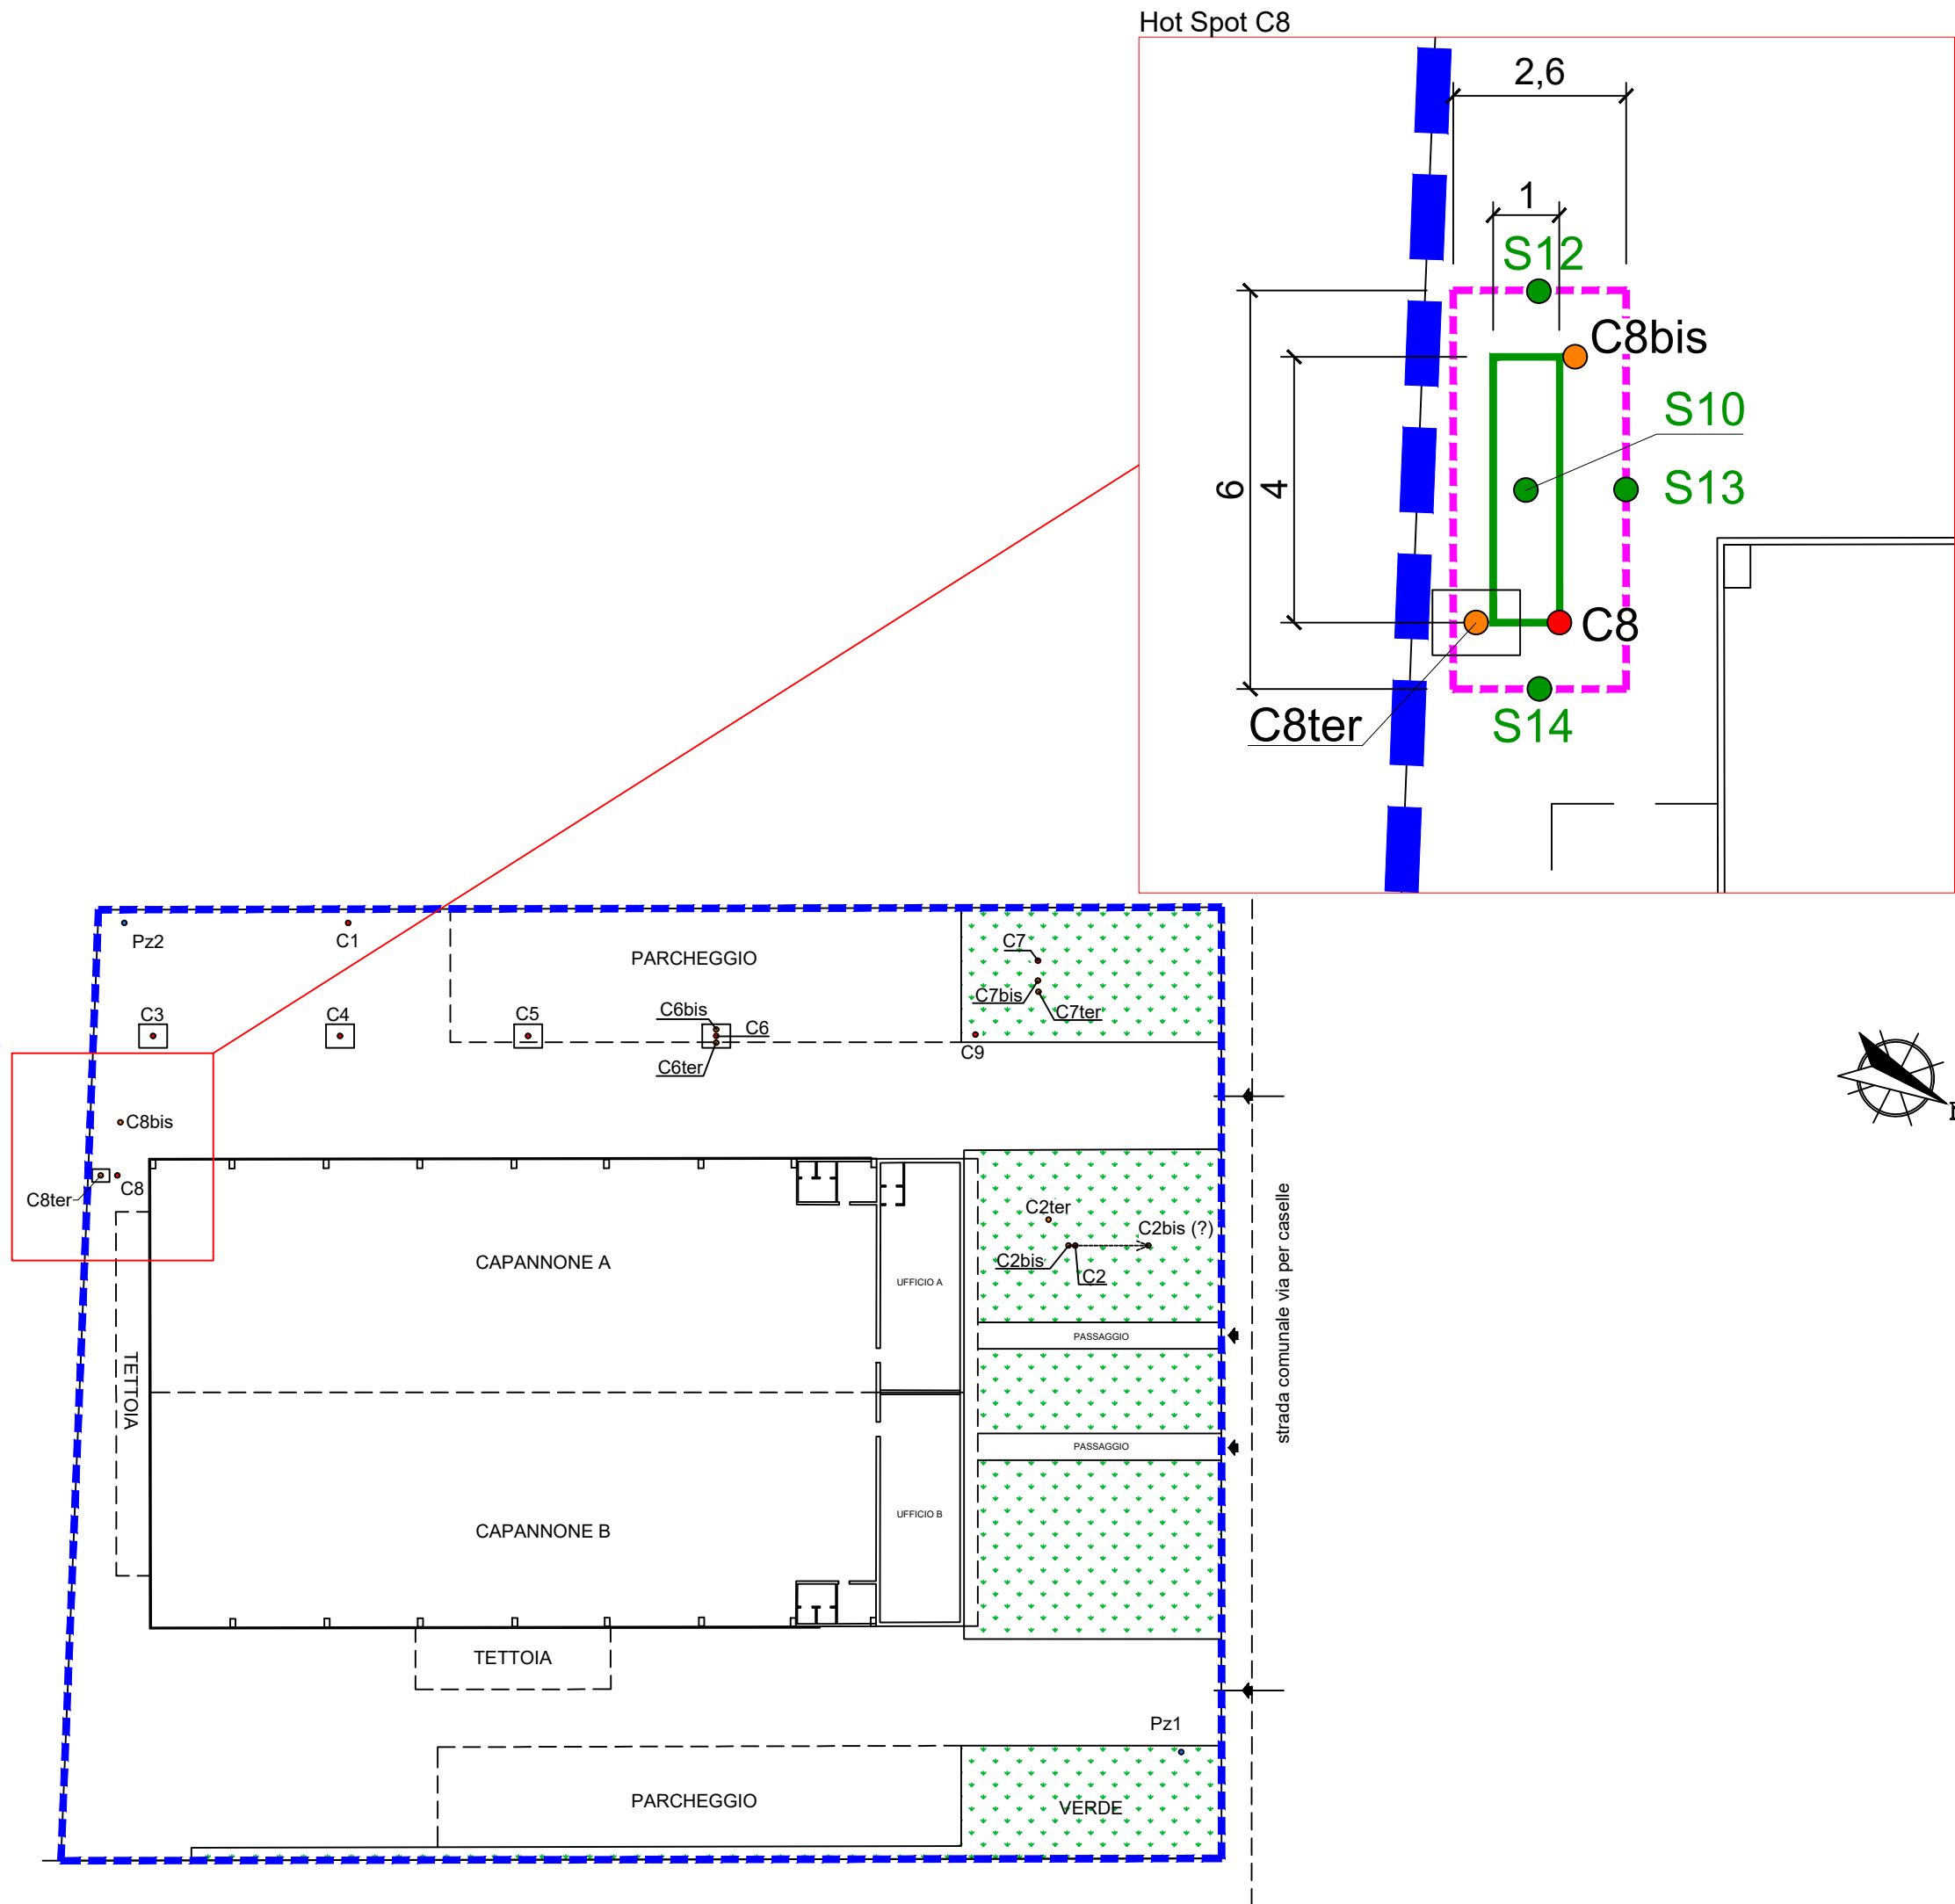 Hot Spot C8
2,6
1
S12
C8bis
S10
S13
6
4
C8
C8ter
S14
Pz2
C1
PARCHEGGIO
C7
C7bis
C7ter
C3
C4
C5
C6bis
C6
C6ter
C9
C8bis
C8
C8ter
C2ter
C2bis (?)
C2bis
C2
CAPANNONE A
UFFICIO A
strada comunale via per caselle
PASSAGGIO
TETTOIA
PASSAGGIO
CAPANNONE B
UFFICIO B
TETTOIA
Pz1
PARCHEGGIO
VERDE